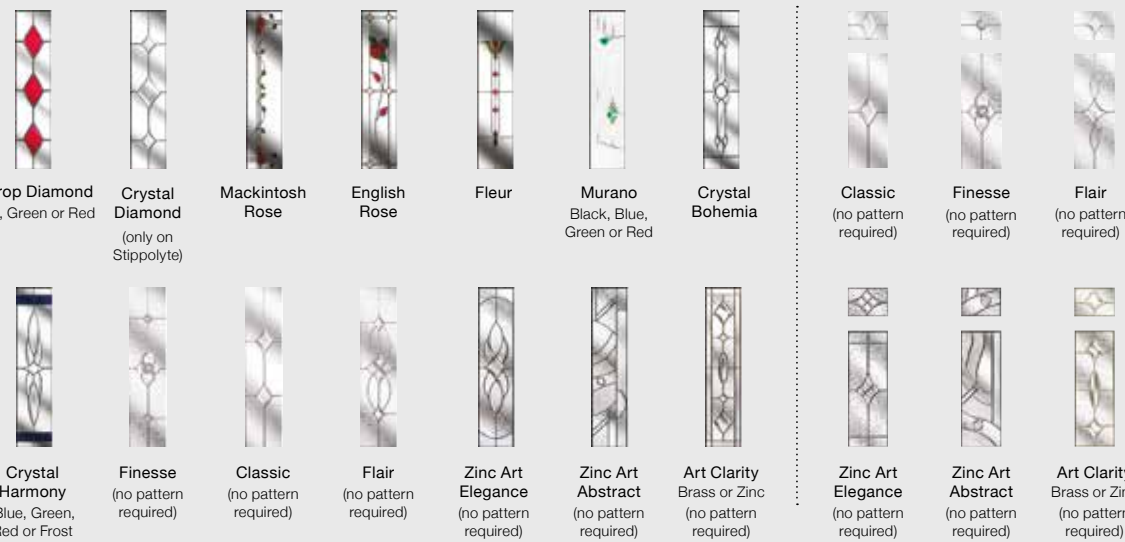 rop Diamond
, Green or Red
Crystal
Diamond
(only on
Stippolyte)
Mackintosh
Rose
English
Rose
Fleur
Murano
Black, Blue,
Green or Red
Crystal
Bohemia
Classic
(no pattern
required)
Finesse
(no pattern
required)
Flair
(no pattern
required)
Crystal
Harmony
Blue, Green,
Red or Frost
Finesse
(no pattern
required)
Classic
(no pattern
required)
Flair
(no pattern
required)
Zinc Art
Elegance
(no pattern
required)
Zinc Art
Abstract
(no pattern
required)
Art Clarity
Brass or Zinc
(no pattern
required)
Zinc Art
Elegance
(no pattern
required)
Zinc Art
Abstract
(no pattern
required)
Art Clarity
Brass or Zinc
(no pattern
required)